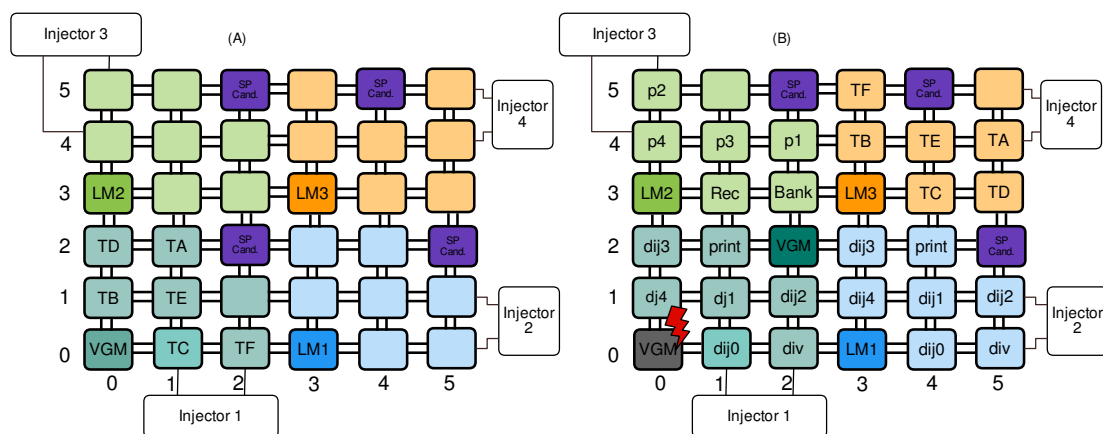 Injector 3
(A)
5
SP
Cand.
SP
Cand.
Injector
4
4
3
LM2
LM3
2
TD
TA
SP
Cand.
SP
Cand.
1
TB
TE
Injector
2
0
VGM
TC
TF
LM1
0
1
2
3
4
5
Injector 1
Injector 3
(B)
5
p2
SP
Cand.
TF
SP
Cand.
Injector
4
4
p4
p3
p1
TB
TE
TA
3
LM2
Rec
Bank
LM3
TC
TD
2
dij3
print
VGM
dij3
print
SP
Cand.
1
dj4
dj1
dij2
dij4
dij1
dij2
Injector
2
0
VGM
dij0
div
LM1
dij0
div
0
1
2
3
4
5
Injector 1